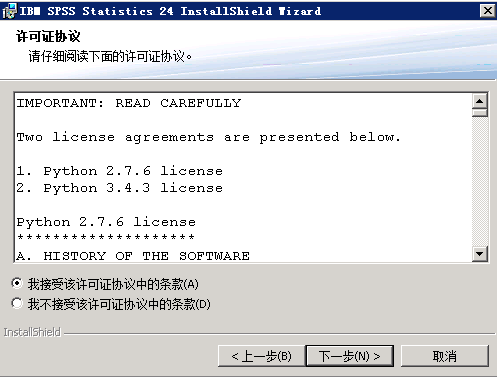 IBM SPSS Statistics 24 InstallShield Wizard
许可证协议
请仔细阅读下面的许可证协议。
IMPORTANT: READ CAREFULLY
Two license agreements are presented below.
1. Python 2.7.6 license
2. Python 3.4.3 license
Python 2.7.6 license
*********************
A. HISTORY OF THE SOFTWARE
我接受该许可证协议中的条款(A)
我不接受该许可证协议中的条款(D)
InstallShield
< 上一步(B)
下一步(N) >
取消